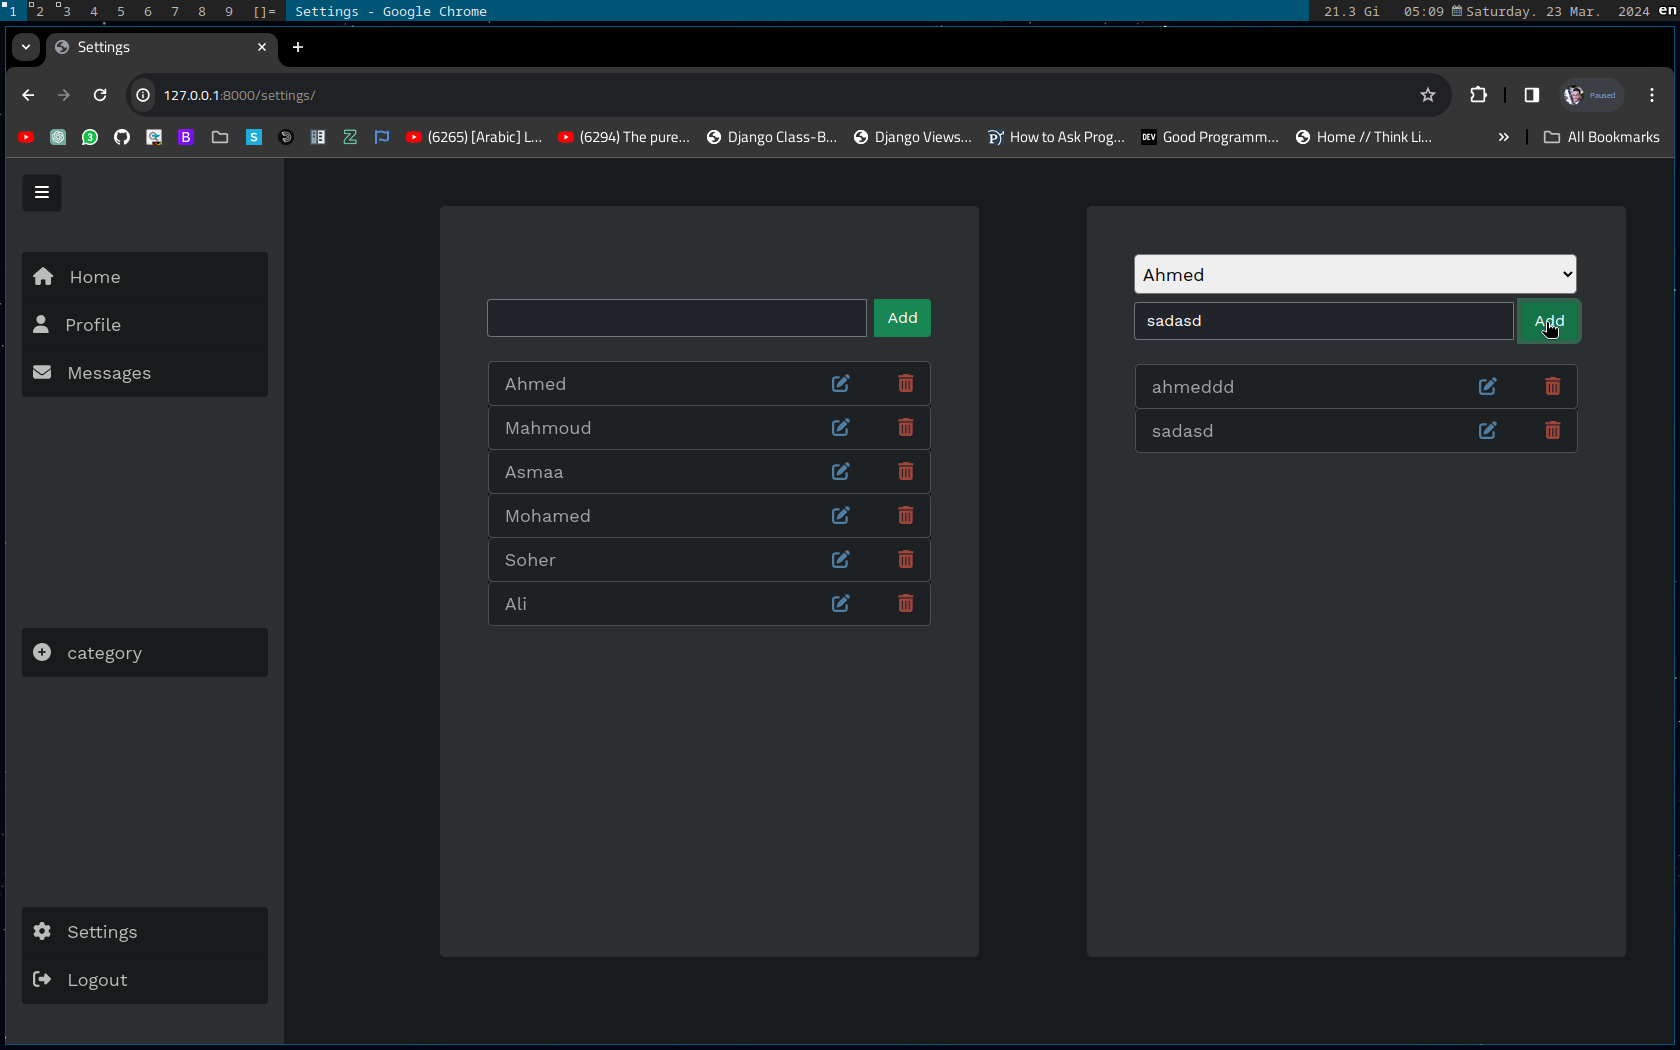 1 2 3 4 5 6 7 8 9 []= Settings - Google Chrome 21.3 Gi 05:09 Saturday. 23 Mar. 2024 en
Settings
127.0.0.1:8000/settings/ Paused
(6265) [Arabic] L... (6294) The pure... Django Class-B... Django Views... How to Ask Prog... DEV Good Programm... Home // Think Li... » All Bookmarks
Home
Profile
Messages
category
Settings
Logout
Add
Ahmed
Mahmoud
Asmaa
Mohamed
Soher
Ali
Ahmed
sadasd Add
ahmeddd
sadasd